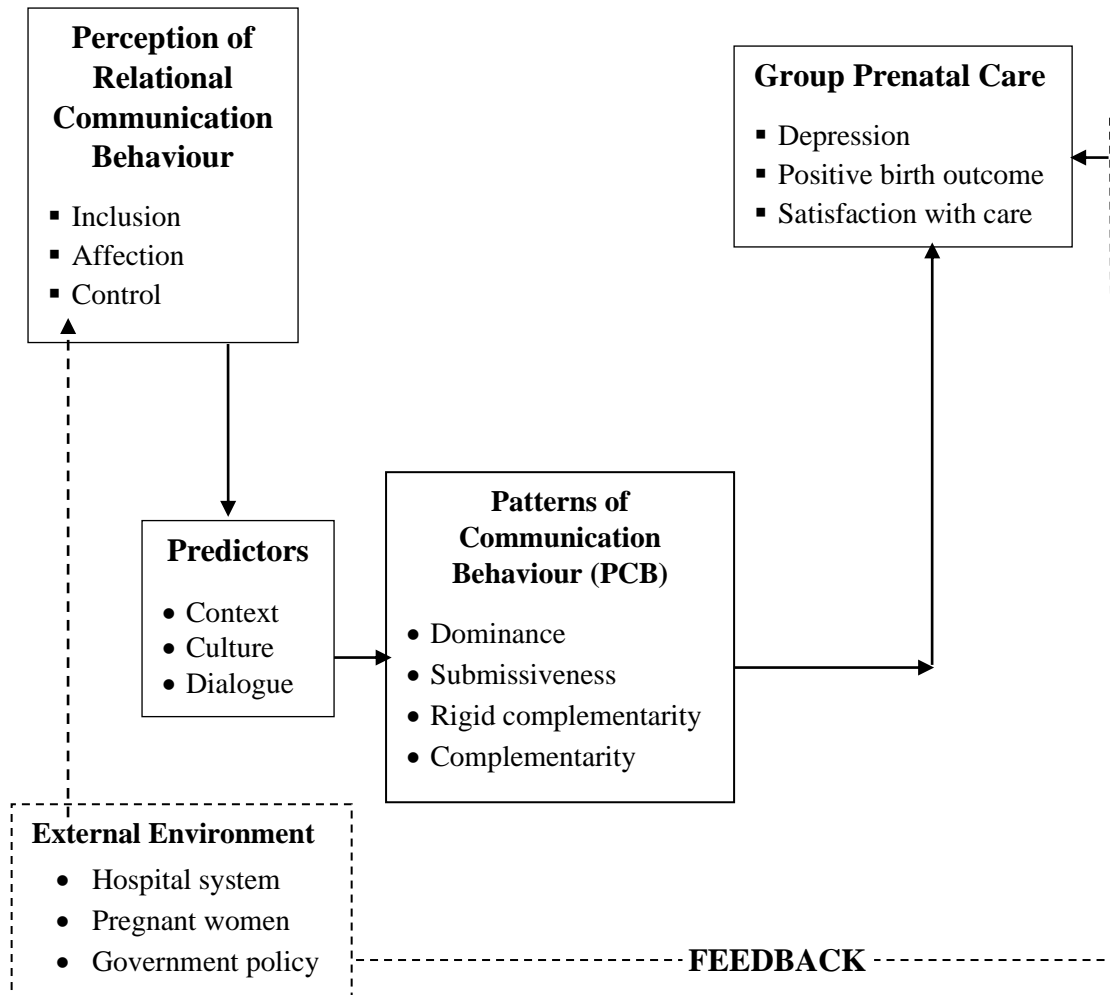 Perception of
Relational
Communication
Behaviour
▪ Inclusion
▪ Affection
▪ Control
Group Prenatal Care
▪ Depression
▪ Positive birth outcome
▪ Satisfaction with care
Predictors
• Context
• Culture
• Dialogue
Patterns of
Communication
Behaviour (PCB)
• Dominance
• Submissiveness
• Rigid complementarity
• Complementarity
External Environment
• Hospital system
• Pregnant women
• Government policy
FEEDBACK